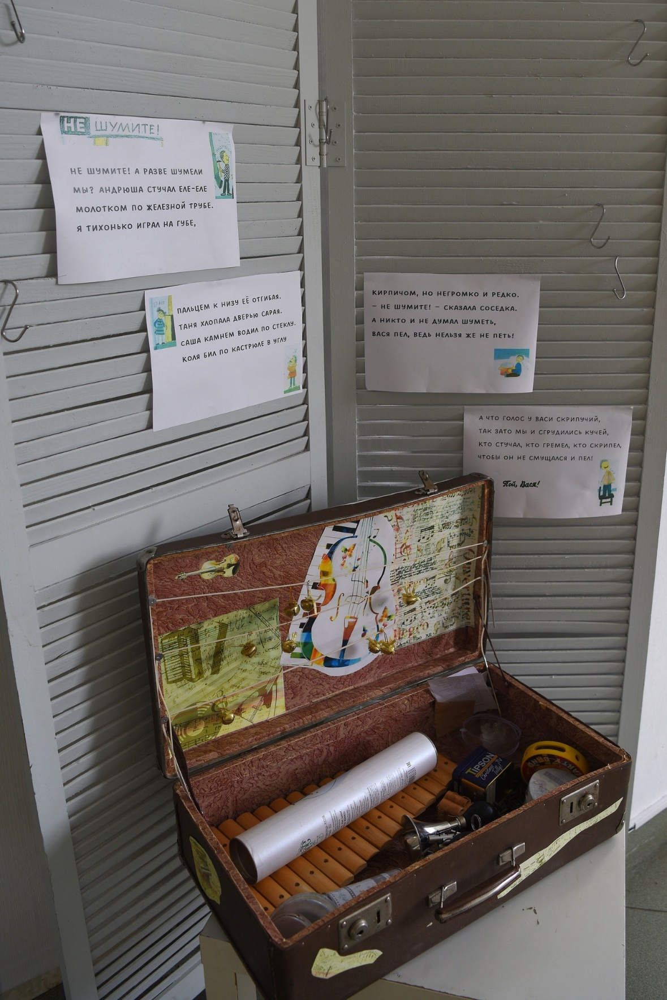 НЕ ШУМИТЕ!
НЕ ШУМИТЕ! А РАЗВЕ ШУМЕЛИ
МЫ? АНДРЮША СТУЧАЛ ЕЛЕ-ЕЛЕ
МОЛОТКОМ ПО ЖЕЛЕЗНОЙ ТРУБЕ.
Я ТИХОНЬКО ИГРАЛ НА ГУБЕ,
ПАЛЬЦЕМ К НИЗУ ЕЁ ОТГИБАЯ.
ТАНЯ ХЛОПАЛА ДВЕРЬЮ САРАЯ.
САША КАМНЕМ ВОДИЛ ПО СТЕКЛУ.
КОЛЯ БИЛ ПО КАСТРЮЛЕ В УГЛУ
КИРПИЧОМ, НО НЕГРОМКО И РЕДКО.
– НЕ ШУМИТЕ! – СКАЗАЛА СОСЕДКА.
А НИКТО И НЕ ДУМАЛ ШУМЕТЬ,
ВАСЯ ПЕЛ, ВЕДЬ НЕЛЬЗЯ ЖЕ НЕ ПЕТЬ!
А ЧТО ГОЛОС У ВАСИ СКРИПУЧИЙ,
ТАК ЗАТО МЫ И СГРУДИЛИСЬ КУЧЕЙ,
КТО СТУЧАЛ, КТО ГРЕМЕЛ, КТО СКРИПЕЛ,
ЧТОБЫ ОН НЕ СМУЩАЛСЯ И ПЕЛ!
Пой, Вася!
TIPSON
Christmas
BAND